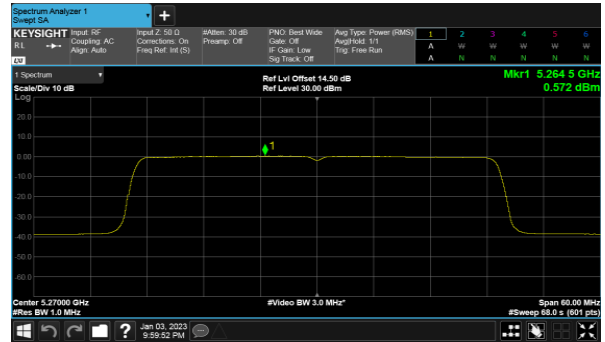 Spectrum Analyzer 1
Swept SA
+
KEYSIGHT Input: RF Input Z: 50 Ω #Atten: 30 dB PNO: Best Wide Avg Type: Power (RMS) 1 2 3 4 5 6
RL Coupling: AC Corrections: On Preamp: Off Gate: Off Avg|Hold: 1/1 A W W W W W
Align: Auto Freq Ref: Int (S) IF Gain: Low Trig: Free Run
LXI Sig Track: Off A N N N N N
1 Spectrum Ref Lvl Offset 14.50 dB Mkr1 5.264 5 GHz
Scale/Div 10 dB Ref Level 30.00 dBm 0.572 dBm
Log
20.0
10.0
1
0.00
-10.0
-20.0
-30.0
-40.0
-50.0
-60.0
Center 5.27000 GHz #Video BW 3.0 MHz* Span 60.00 MHz
#Res BW 1.0 MHz #Sweep 68.0 s (601 pts)
? Jan 03, 2023
9:59:52 PM